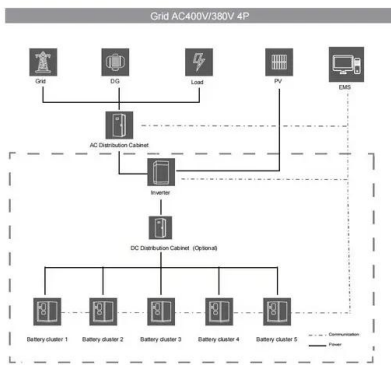 Grid AC400V/380V 4P
Grid
DG
Load
PV
EMS
AC Distribution Cabinet
Inverter
DC Distribution Cabinet (Optional)
Battery cluster 1
Battery cluster 2
Battery cluster 3
Battery cluster 4
Battery cluster 5
Communication
Power